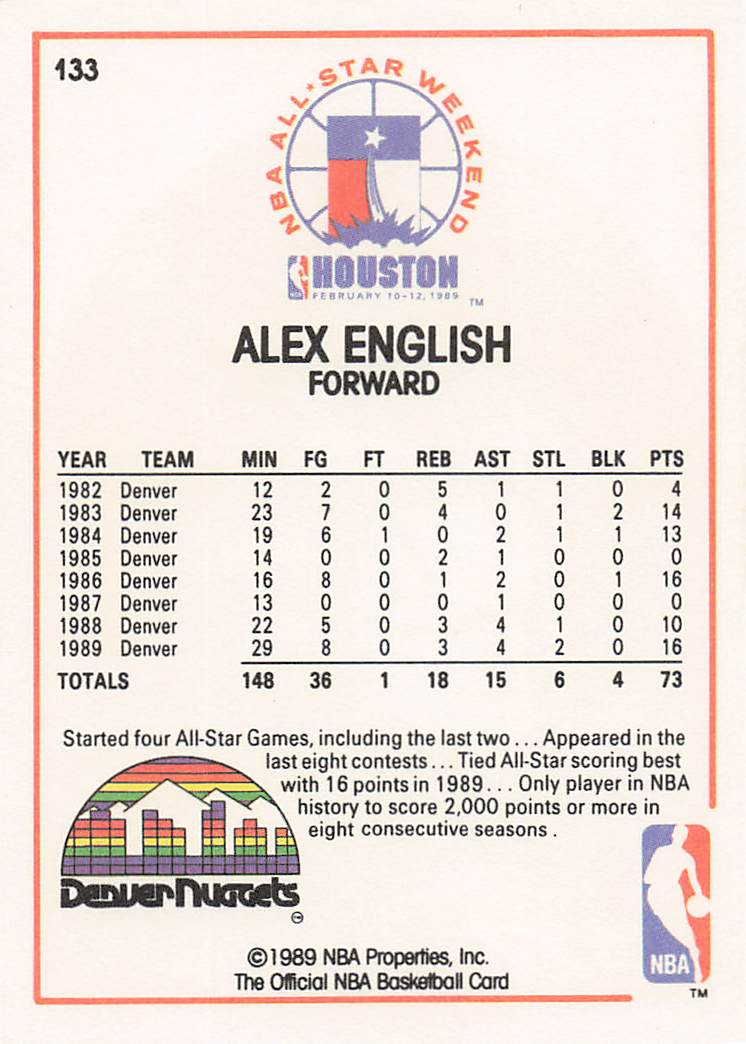 133
NBA ALL★STAR WEEKEND
HOUSTON
NBA
FEBRUARY 10-12, 1989
TM
ALEX ENGLISH
FORWARD
YEAR TEAM MIN FG FT REB AST STL BLK PTS
1982 Denver 12 2 0 5 1 1 0 4
1983 Denver 23 7 0 4 0 1 2 14
1984 Denver 19 6 1 0 2 1 1 13
1985 Denver 14 0 0 2 1 0 0 0
1986 Denver 16 8 0 1 2 0 1 16
1987 Denver 13 0 0 0 1 0 0 0
1988 Denver 22 5 0 3 4 1 0 10
1989 Denver 29 8 0 3 4 2 0 16
TOTALS 148 36 1 18 15 6 4 73
Started four All-Star Games, including the last two . . . Appeared in the
last eight contests . . . Tied All-Star scoring best
with 16 points in 1989 . . . Only player in NBA
history to score 2,000 points or more in
eight consecutive seasons .
Denver Nuggets
©1989 NBA Properties, Inc.
The Official NBA Basketball Card
NBA
TM